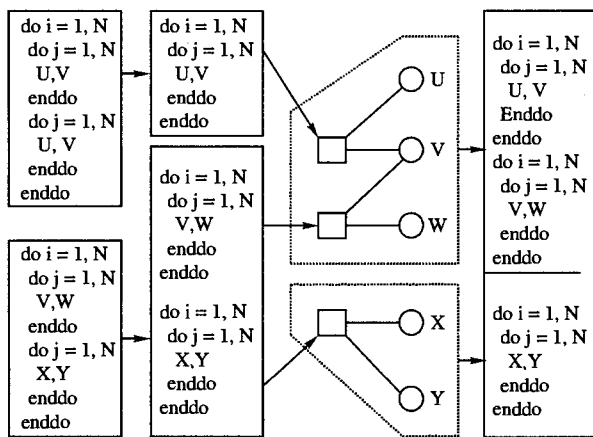 do i = 1, N
do j = 1, N
U,V
enddo
do j = 1, N
U, V
enddo
enddo
do i = 1, N
do j = 1, N
V,W
enddo
do j = 1, N
X,Y
enddo
enddo
do i = 1, N
do j = 1, N
U,V
enddo
enddo
do i = 1, N
do j = 1, N
V,W
enddo
enddo
do i = 1, N
do j = 1, N
X,Y
enddo
enddo
U
V
W
X
Y
do i = 1, N
do j = 1, N
U, V
Enddo
enddo
do i = 1, N
do j = 1, N
V,W
enddo
enddo
do i = 1, N
do j = 1, N
X,Y
enddo
enddo